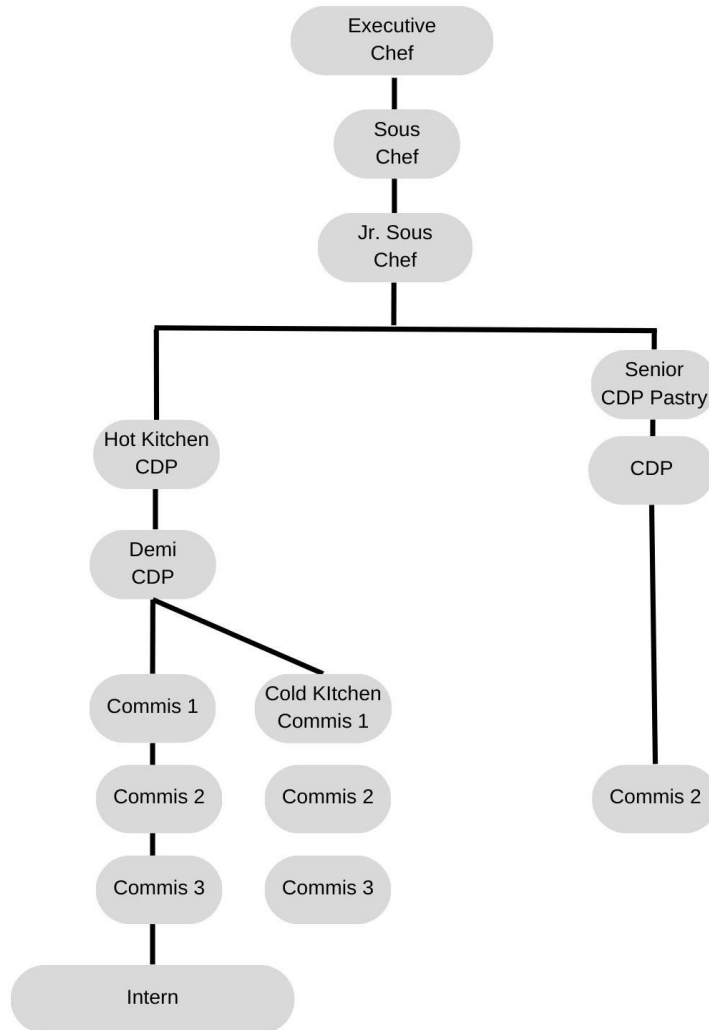 Executive
Chef
Sous
Chef
Jr. Sous
Chef
Senior
CDP Pastry
Hot Kitchen
CDP
CDP
Demi
CDP
Commis 1
Cold KItchen
Commis 1
Commis 2
Commis 2
Commis 2
Commis 3
Commis 3
Intern